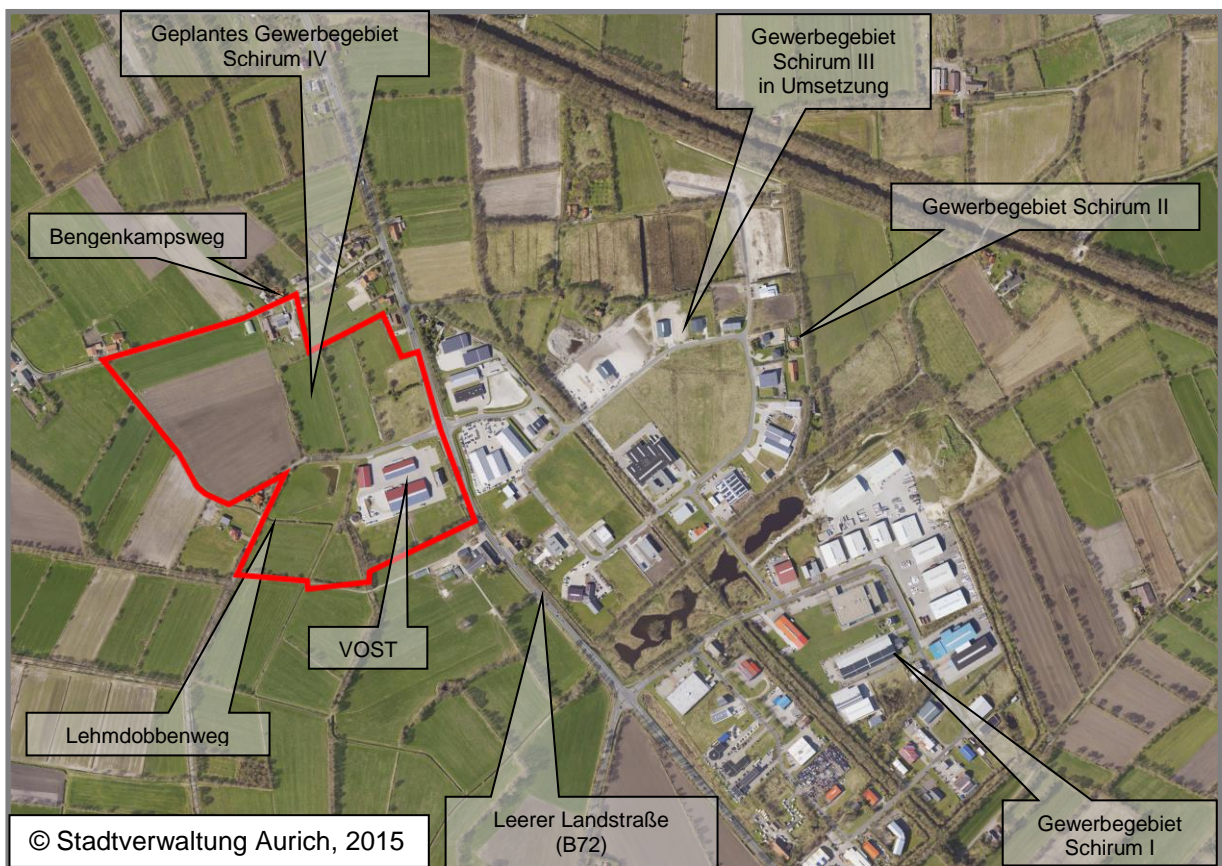 Geplantes Gewerbegebiet
Schirum IV
Gewerbegebiet
Schirum III
in Umsetzung
Gewerbegebiet Schirum II
Bengenkampsweg
VOST
Lehmdobbenweg
Leerer Landstraße
(B72)
Gewerbegebiet
Schirum I
© Stadtverwaltung Aurich, 2015